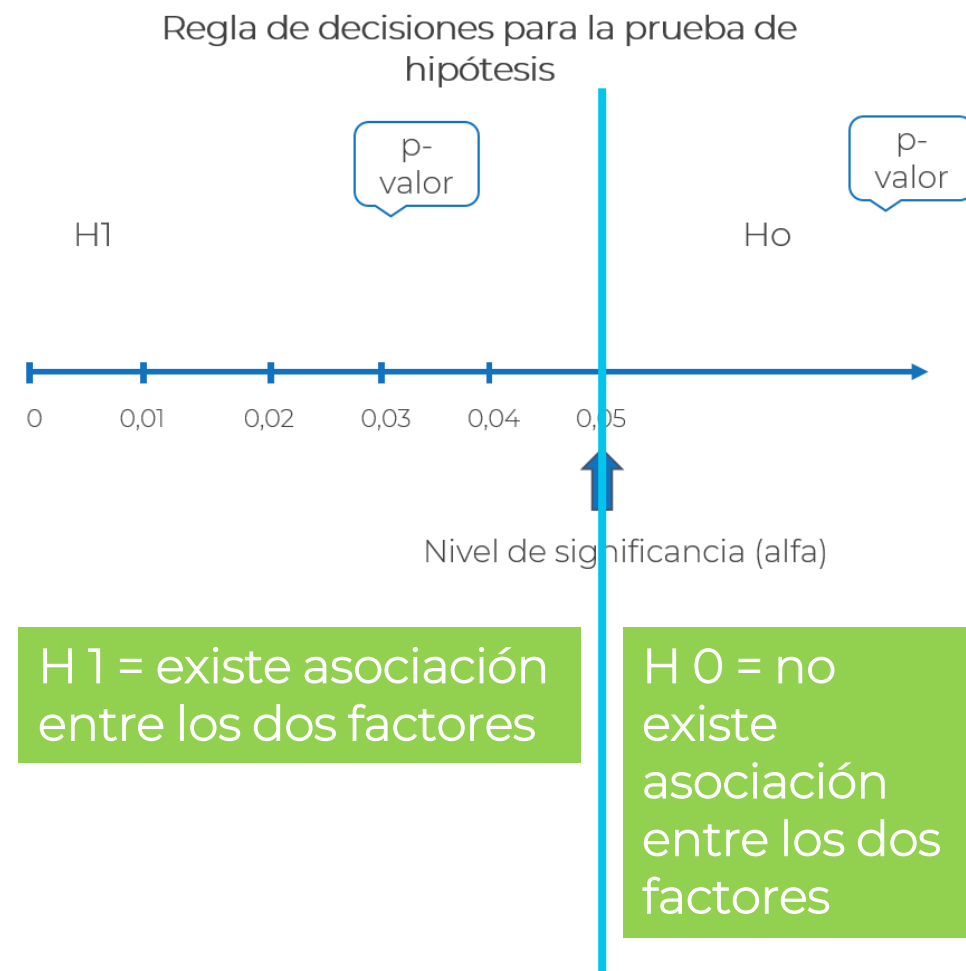 Regla de decisiones para la prueba de
hipótesis
p-
valor
p-
valor
H1
Ho
0
0,01
0,02
0,03
0,04
0,05
Nivel de significancia (alfa)
H 1 = existe asociación
entre los dos factores
H 0 = no
existe
asociación
entre los dos
factores